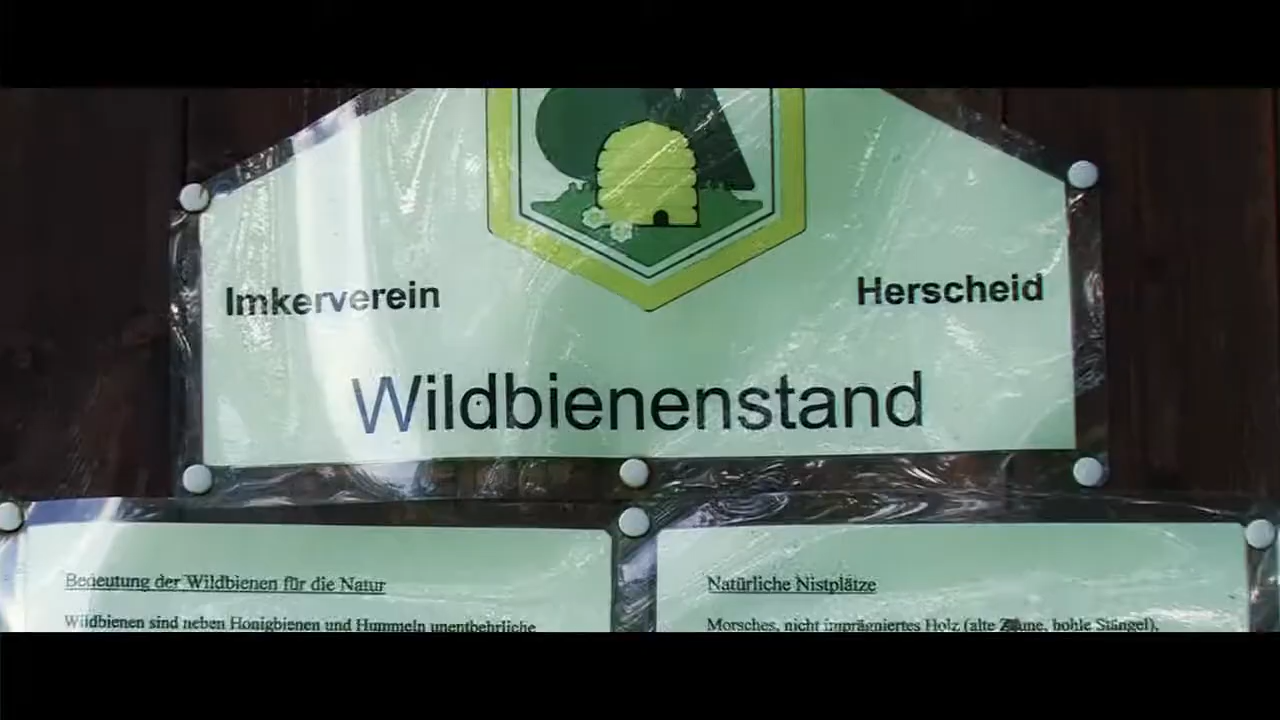 Imkerverein Herscheid
Wildbienenstand
Bedeutung der Wildbienen für die Natur
Wildbienen sind neben Honigbienen und Hummeln unentbehrliche
Natürliche Nistplätze
Morsches, nicht imprägniertes Holz (alte Zäune, hohle Stängel),